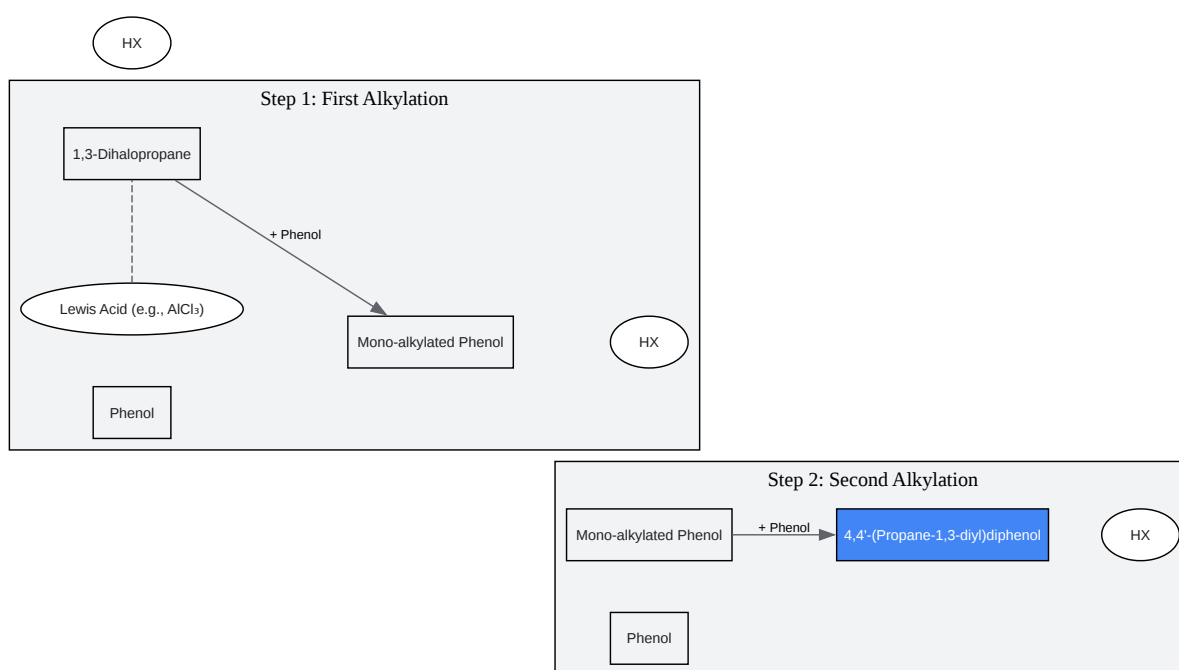 HX
Step 1: First Alkylation
1,3-Dihalopropane
+ Phenol
Lewis Acid (e.g., AlCl₃)
Mono-alkylated Phenol
HX
Phenol
Step 2: Second Alkylation
Mono-alkylated Phenol
+ Phenol
4,4'-(Propane-1,3-diyl)diphenol
HX
Phenol